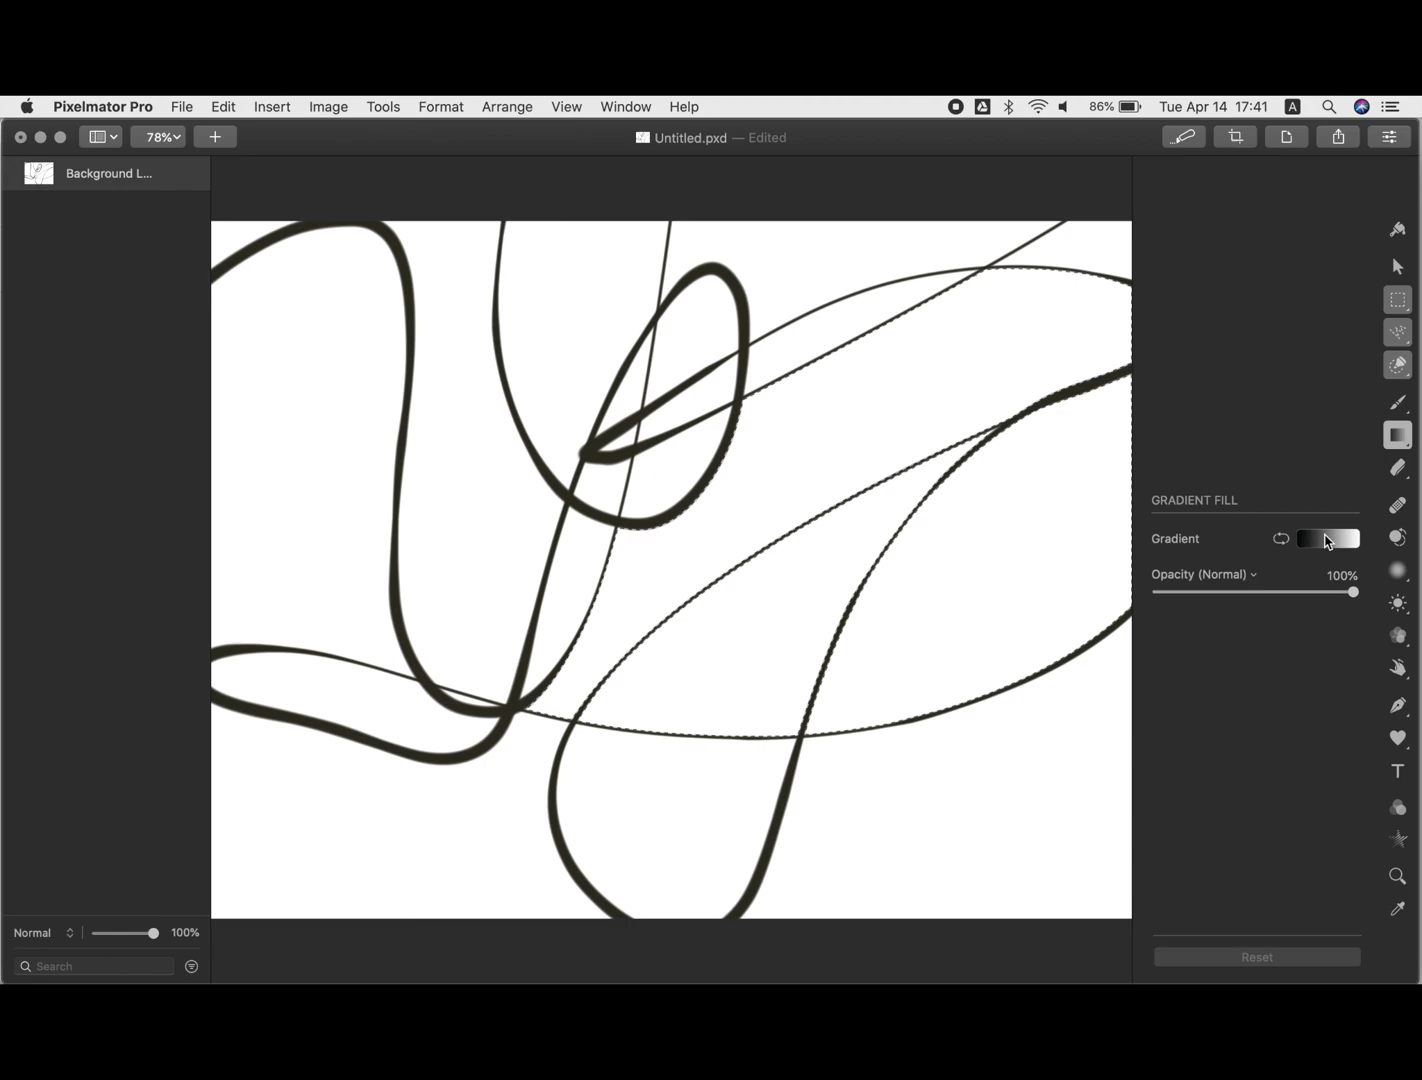 Pixelmator Pro File Edit Insert Image Tools Format Arrange View Window Help 86% Tue Apr 14 17:41 A
78% Untitled.pxd — Edited
Background L...
GRADIENT FILL
Gradient
Opacity (Normal) 100%
T
Normal 100%
Search
Reset